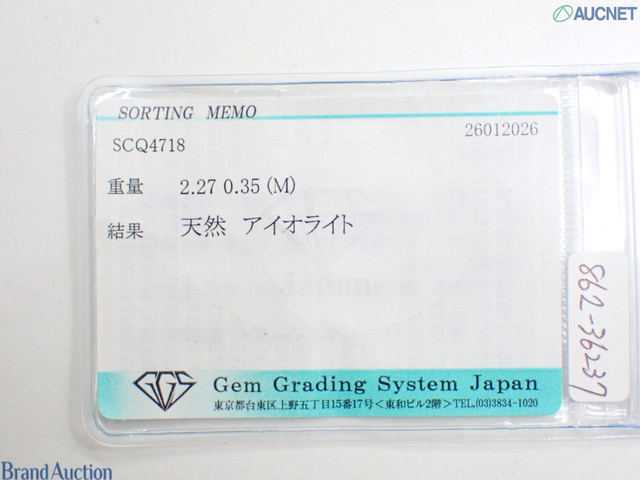 AUCNET
SORTING MEMO
26012026
SCQ4718
重量 2.27 0.35 (M)
結果 天然 アイオライト
862-36237
GGS
Gem Grading System Japan
東京都台東区上野五丁目15番17号＜東和ビル2階＞TEL.(03)3834-1020
Brand Auction